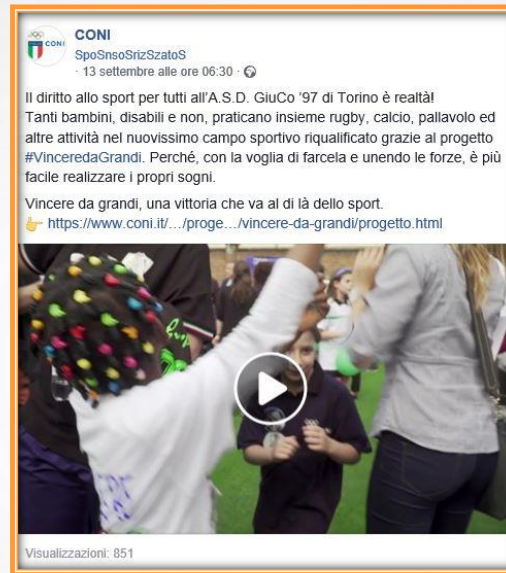 CONI
CONI
SpoSnsoSrizSzatoS
· 13 settembre alle ore 06:30 ·
Il diritto allo sport per tutti all'A.S.D. GiuCo '97 di Torino è realtà!
Tanti bambini, disabili e non, praticano insieme rugby, calcio, pallavolo ed
altre attività nel nuovissimo campo sportivo riqualificato grazie al progetto
#VinceredaGrandi. Perché, con la voglia di farcela e unendo le forze, è più
facile realizzare i propri sogni.
Vincere da grandi, una vittoria che va al di là dello sport.
👉 https://www.coni.it/…/proge…/vincere-da-grandi/progetto.html
Visualizzazioni: 851